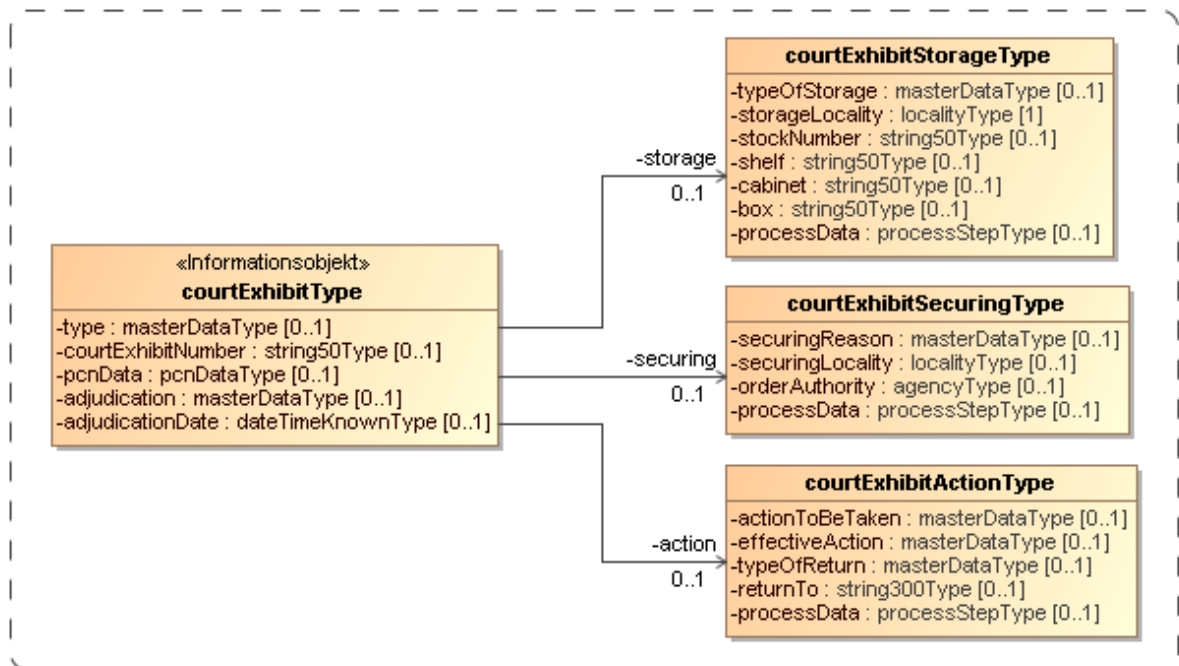 «Informationsobjekt»
courtExhibitType
-type : masterDataType [0..1]
-courtExhibitNumber : string50Type [0..1]
-pcnData : pcnDataType [0..1]
-adjudication : masterDataType [0..1]
-adjudicationDate : dateTimeKnownType [0..1]
-storage
0..1
-securing
0..1
-action
0..1
courtExhibitStorageType
-typeOfStorage : masterDataType [0..1]
-storageLocality : localityType [1]
-stockNumber : string50Type [0..1]
-shelf : string50Type [0..1]
-cabinet : string50Type [0..1]
-box : string50Type [0..1]
-processData : processStepType [0..1]
courtExhibitSecuringType
-securingReason : masterDataType [0..1]
-securingLocality : localityType [0..1]
-orderAuthority : agencyType [0..1]
-processData : processStepType [0..1]
courtExhibitActionType
-actionToBeTaken : masterDataType [0..1]
-effectiveAction : masterDataType [0..1]
-typeOfReturn : masterDataType [0..1]
-returnTo : string300Type [0..1]
-processData : processStepType [0..1]